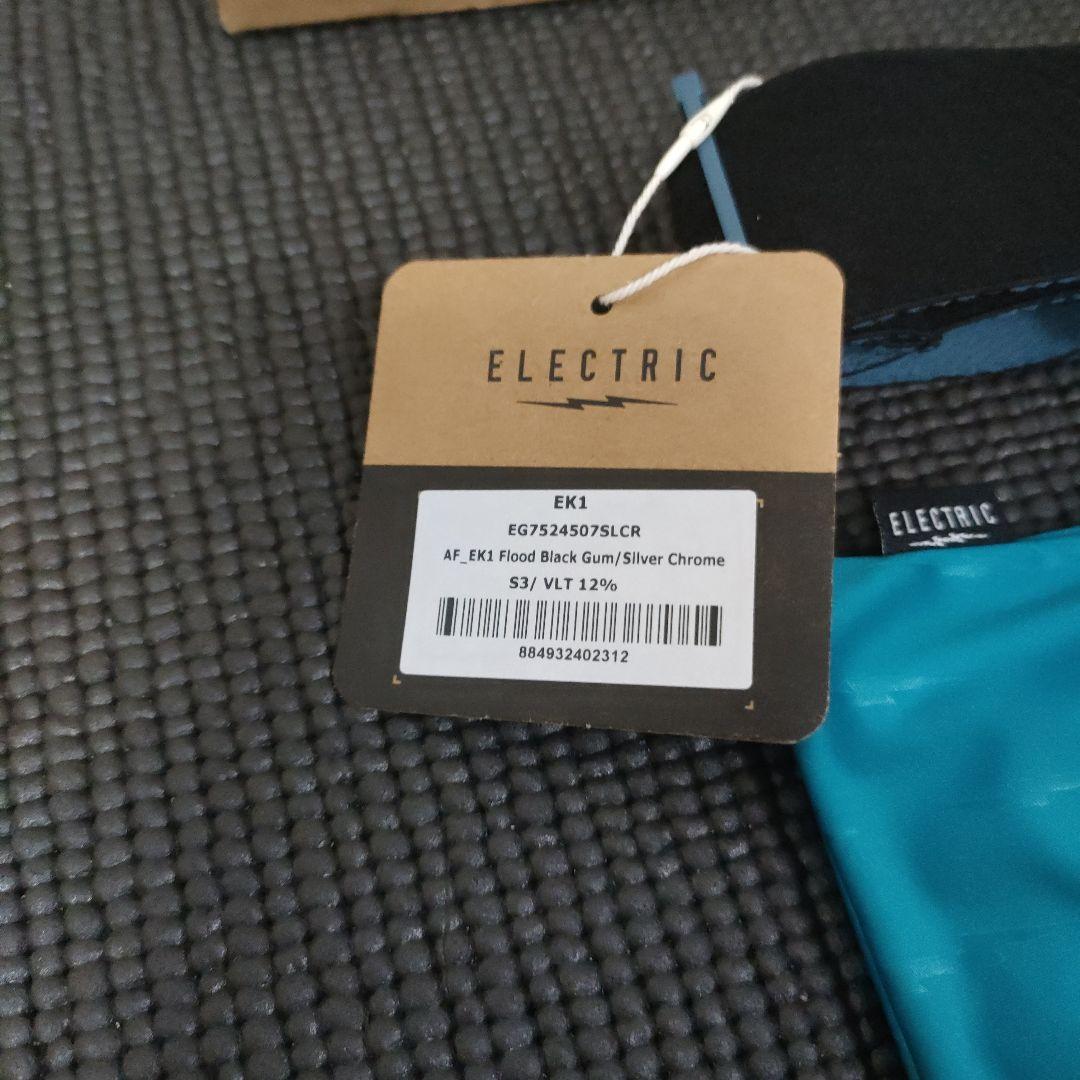 ELECTRIC
EK1
EG7524507SLCR
AF_EK1 Flood Black Gum/Silver Chrome
S3/ VLT 12%
884932402312
ELECTRIC